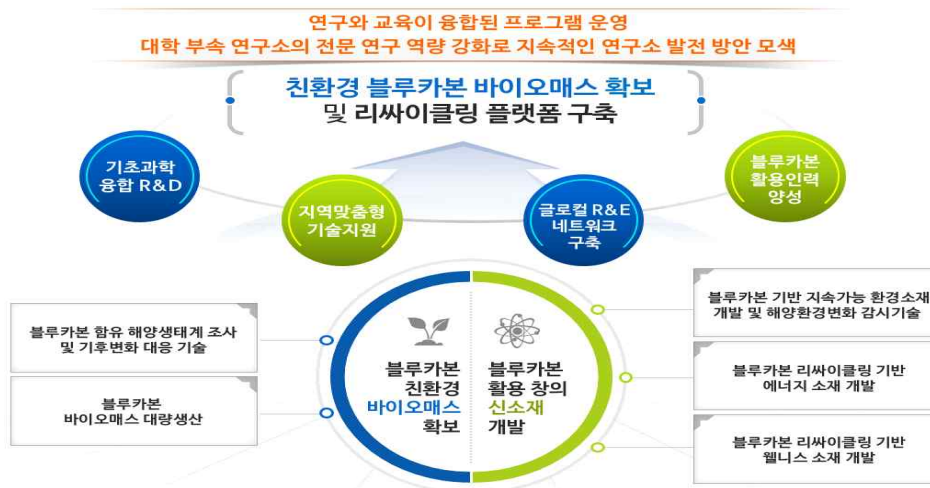 연구와 교육이 융합된 프로그램 운영
대학 부속 연구소의 전문 연구 역량 강화로 지속적인 연구소 발전 방안 모색
친환경 블루카본 바이오매스 확보
및 리싸이클링 플랫폼 구축
기초과학
융합 R&D
지역맞춤형
기술지원
글로컬 R&E
네트워크
구축
블루카본
활용인력
양성
블루카본 함유 해양생태계 조사
및 기후변화 대응 기술
블루카본
바이오매스 대량생산
블루카본
친환경
바이오매스
확보
블루카본
활용 창의
신소재
개발
블루카본 기반 지속가능 환경소재
개발 및 해양환경변화 감시기술
블루카본 리싸이클링 기반
에너지 소재 개발
블루카본 리싸이클링 기반
웰니스 소재 개발